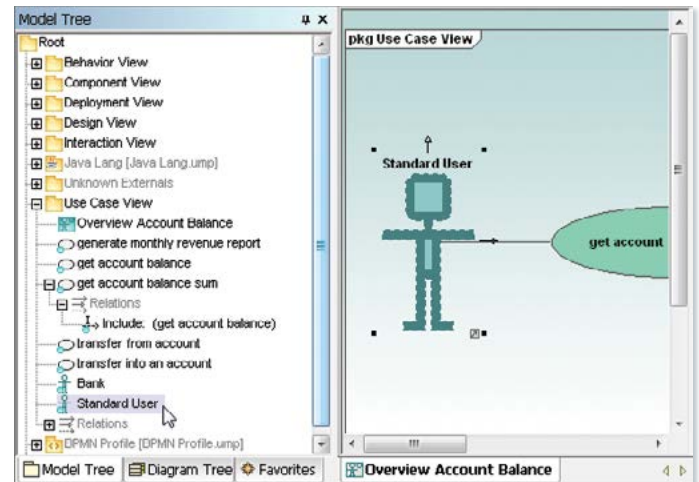 Model Tree
Root
Behavior View
Component View
Deployment View
Design View
Interaction View
Java Lang [Java Lang.ump]
Unknown Externals
Use Case View
Overview Account Balance
generate monthly revenue report
get account balance
get account balance sum
Relations
Include: (get account balance)
transfer from account
transfer into an account
Bank
Standard User
Relations
DPMN Profile [DPMN Profile.ump]
Model Tree
Diagram Tree
Favorites
pkg Use Case View
Standard User
get account
Overview Account Balance